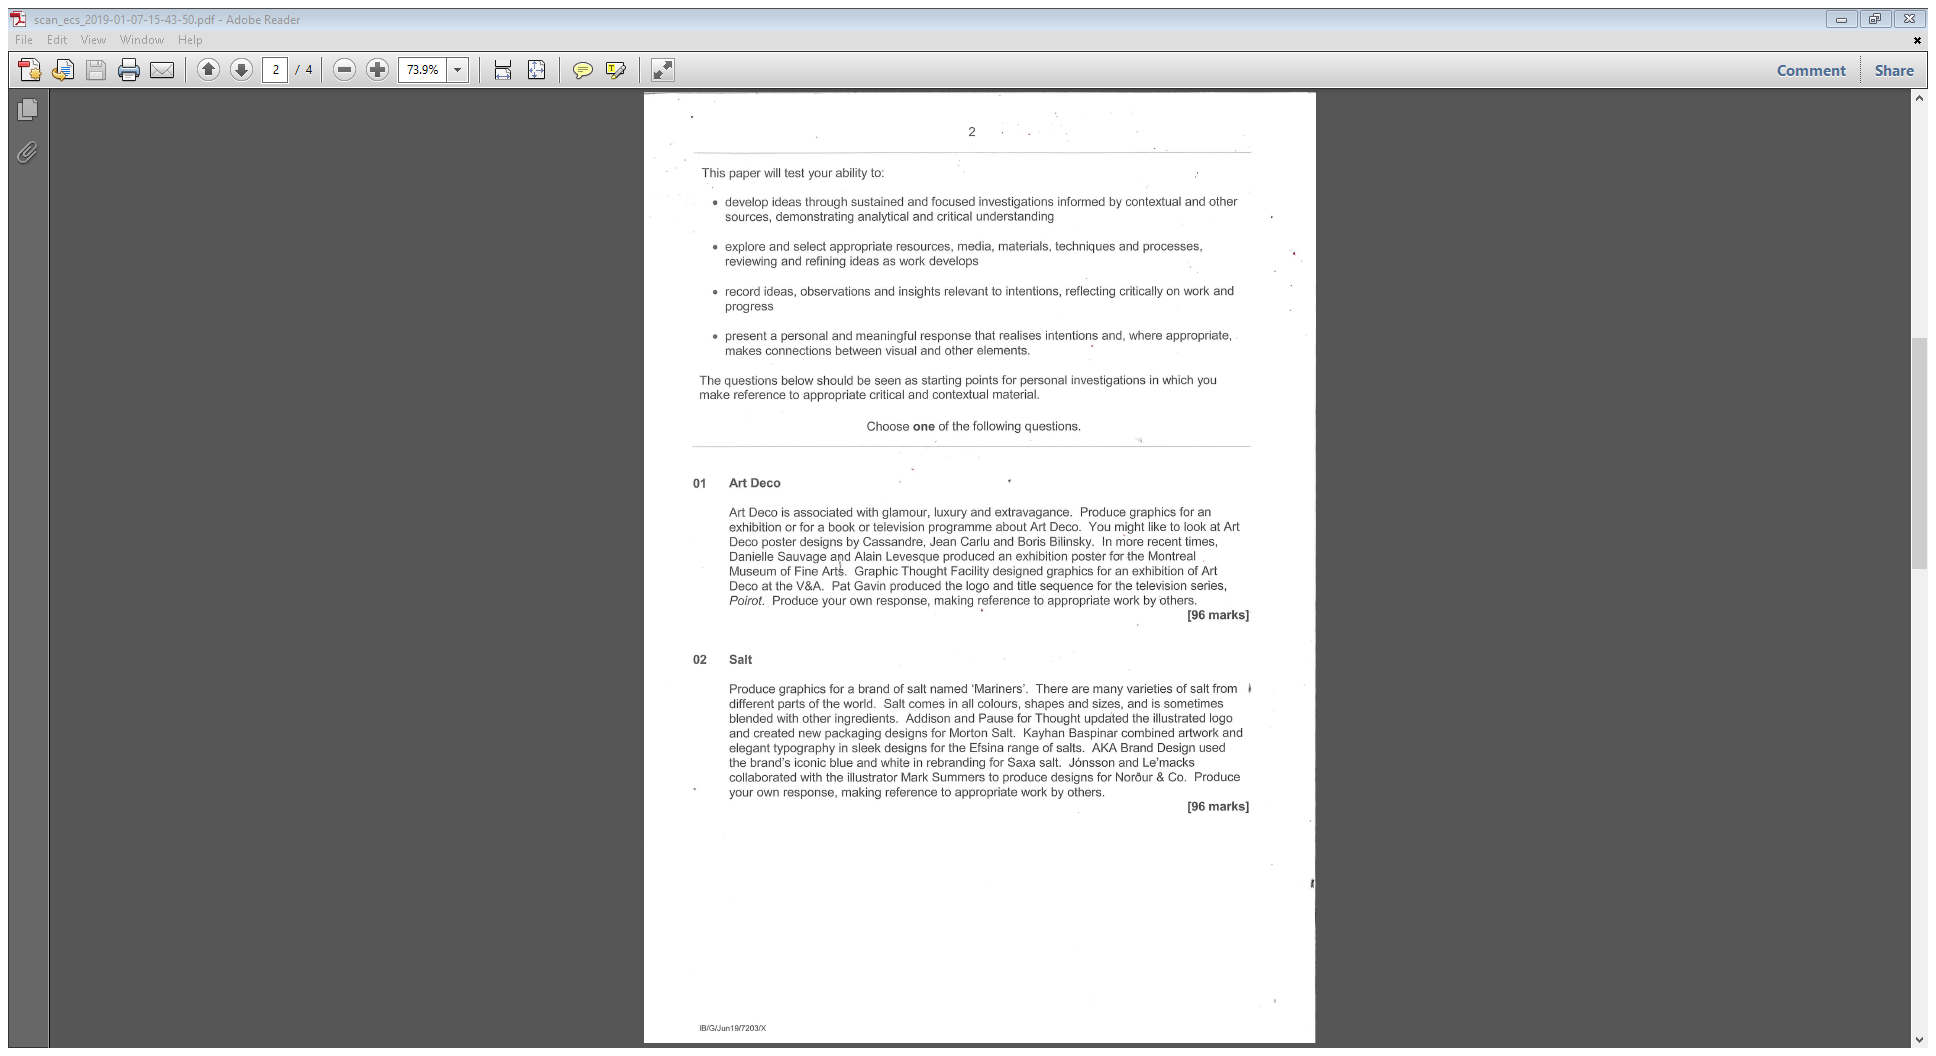 scan_ecs_2019-01-07-15-43-50.pdf - Adobe Reader
File Edit View Window Help
2 / 4 73.9% Comment Share
2
This paper will test your ability to:
• develop ideas through sustained and focused investigations informed by contextual and other
sources, demonstrating analytical and critical understanding
• explore and select appropriate resources, media, materials, techniques and processes,
reviewing and refining ideas as work develops
• record ideas, observations and insights relevant to intentions, reflecting critically on work and
progress
• present a personal and meaningful response that realises intentions and, where appropriate,
makes connections between visual and other elements.
The questions below should be seen as starting points for personal investigations in which you
make reference to appropriate critical and contextual material.
Choose one of the following questions.
01 Art Deco
Art Deco is associated with glamour, luxury and extravagance. Produce graphics for an
exhibition or for a book or television programme about Art Deco. You might like to look at Art
Deco poster designs by Cassandre, Jean Carlu and Boris Bilinsky. In more recent times,
Danielle Sauvage and Alain Levesque produced an exhibition poster for the Montreal
Museum of Fine Arts. Graphic Thought Facility designed graphics for an exhibition of Art
Deco at the V&A. Pat Gavin produced the logo and title sequence for the television series,
Poirot. Produce your own response, making reference to appropriate work by others.
[96 marks]
02 Salt
Produce graphics for a brand of salt named ‘Mariners’. There are many varieties of salt from
different parts of the world. Salt comes in all colours, shapes and sizes, and is sometimes
blended with other ingredients. Addison and Pause for Thought updated the illustrated logo
and created new packaging designs for Morton Salt. Kayhan Baspinar combined artwork and
elegant typography in sleek designs for the Efsina range of salts. AKA Brand Design used
the brand’s iconic blue and white in rebranding for Saxa salt. Jónsson and Le’macks
collaborated with the illustrator Mark Summers to produce designs for Norður & Co. Produce
your own response, making reference to appropriate work by others.
[96 marks]
IB/G/Jun19/7203/X